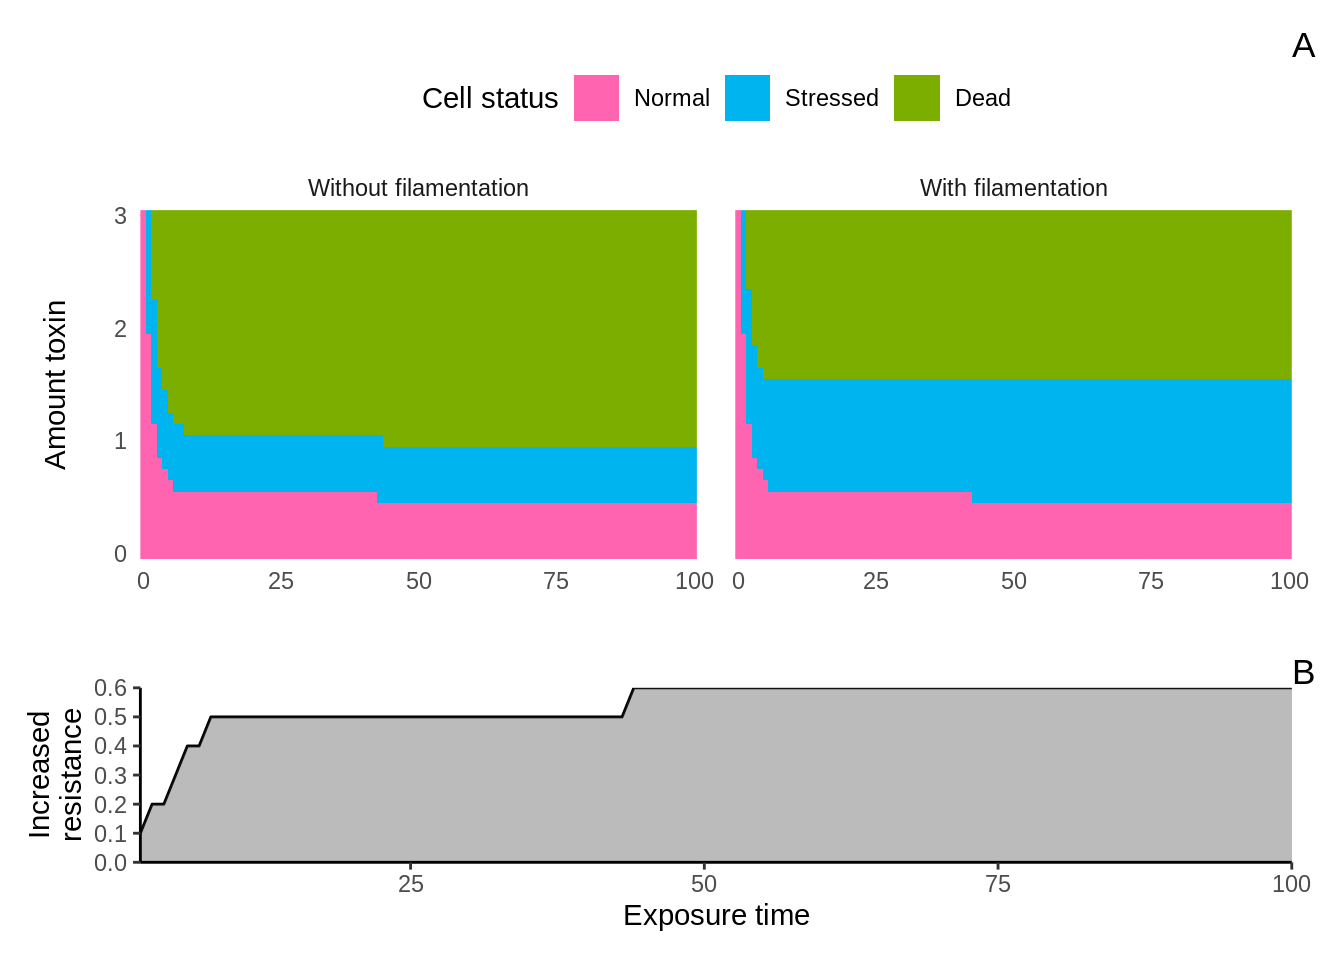 A
Cell status Normal Stressed Dead
Without filamentation With filamentation
Amount toxin
3
2
1
0
0 25 50 75 100 0 25 50 75 100
B
Increased
resistance
0.6
0.5
0.4
0.3
0.2
0.1
0.0
25 50 75 100
Exposure time